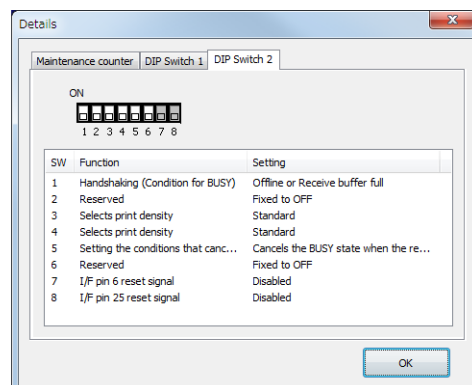 Details
Maintenance counter DIP Switch 1 DIP Switch 2
ON
1 2 3 4 5 6 7 8
SW Function Setting
1 Handshaking (Condition for BUSY) Offline or Receive buffer full
2 Reserved Fixed to OFF
3 Selects print density Standard
4 Selects print density Standard
5 Setting the conditions that canc... Cancels the BUSY state when the re...
6 Reserved Fixed to OFF
7 I/F pin 6 reset signal Disabled
8 I/F pin 25 reset signal Disabled
OK